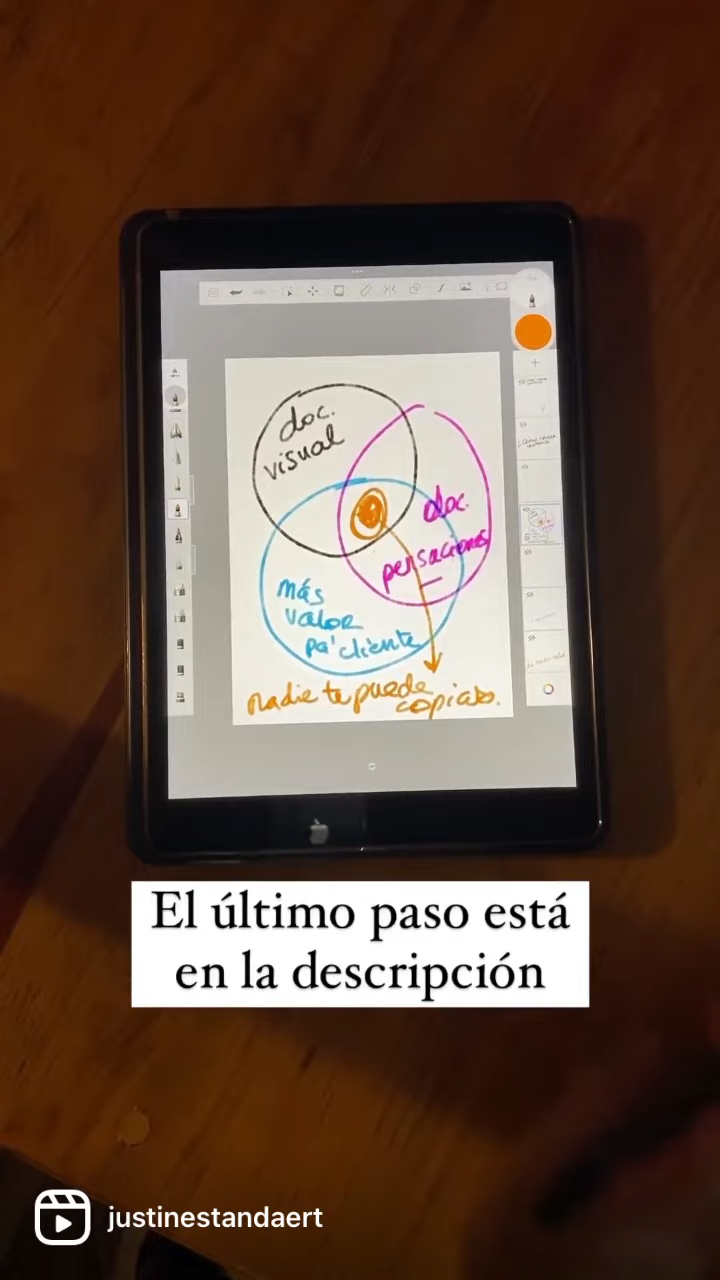 doc.
visual
doc.
pensaciones
más
valor
pa' cliente
nadie te puede
copiar.
El último paso está
en la descripción
justinestandaert